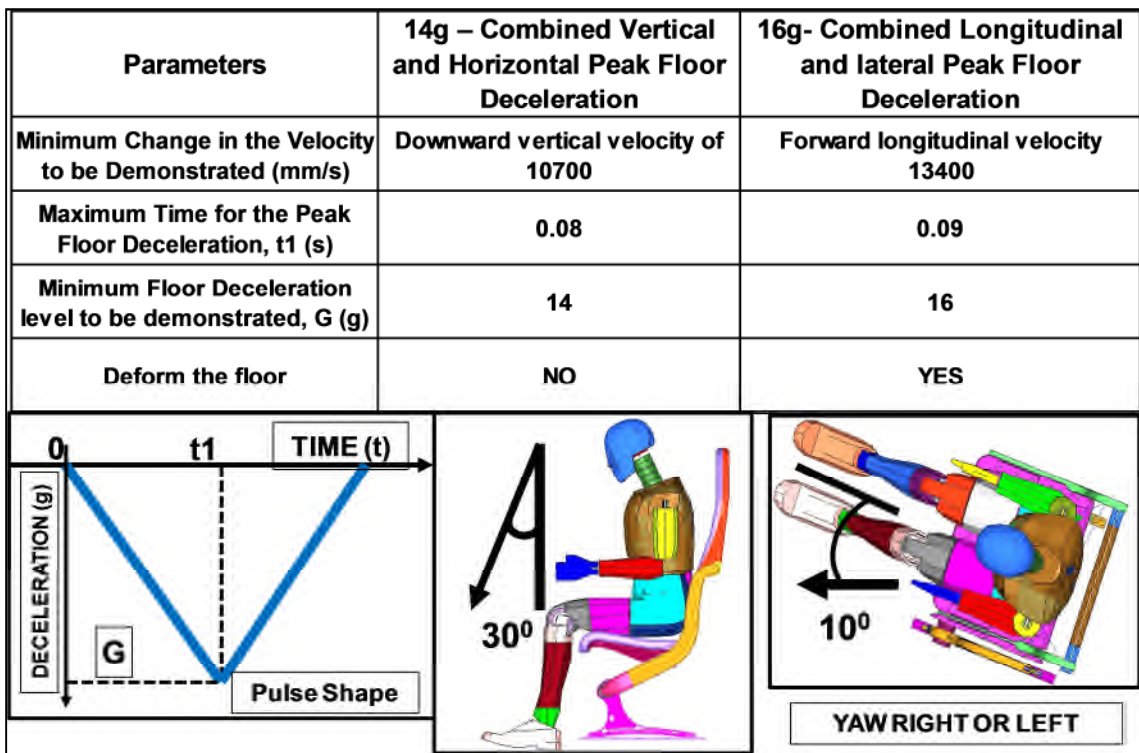 Parameters
14g – Combined Vertical
and Horizontal Peak Floor
Deceleration
16g- Combined Longitudinal
and lateral Peak Floor
Deceleration
Minimum Change in the Velocity
to be Demonstrated (mm/s)
Downward vertical velocity of
10700
Forward longitudinal velocity
13400
Maximum Time for the Peak
Floor Deceleration, t1 (s)
0.08
0.09
Minimum Floor Deceleration
level to be demonstrated, G (g)
14
16
Deform the floor
NO
YES
0
t1
TIME (t)
DECELERATION (g)
G
Pulse Shape
30⁰
10⁰
YAW RIGHT OR LEFT